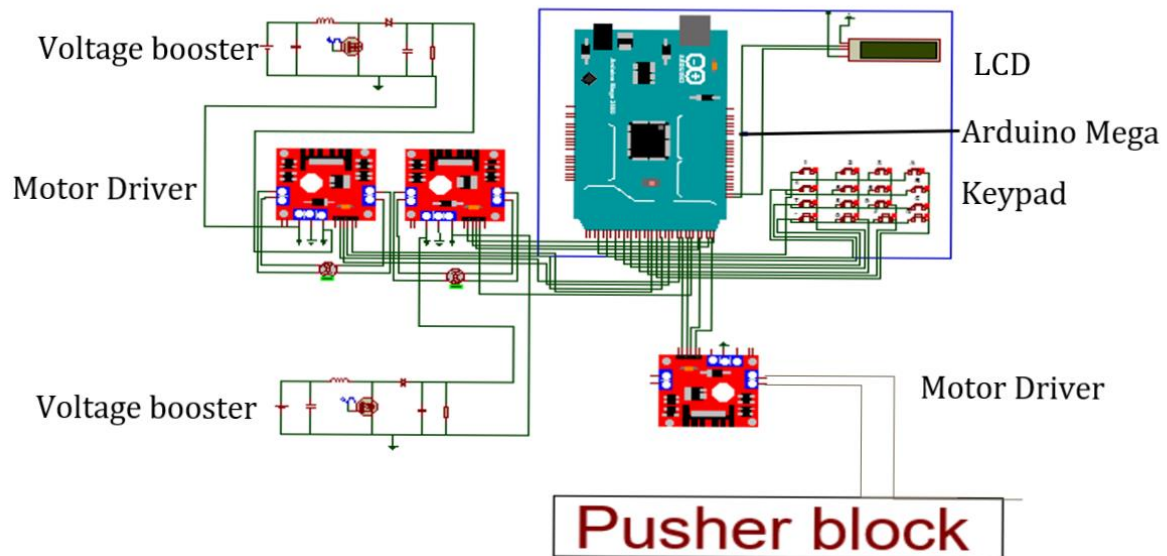 Voltage booster
LCD
Arduino Mega
Motor Driver
Keypad
Voltage booster
Motor Driver
Pusher block